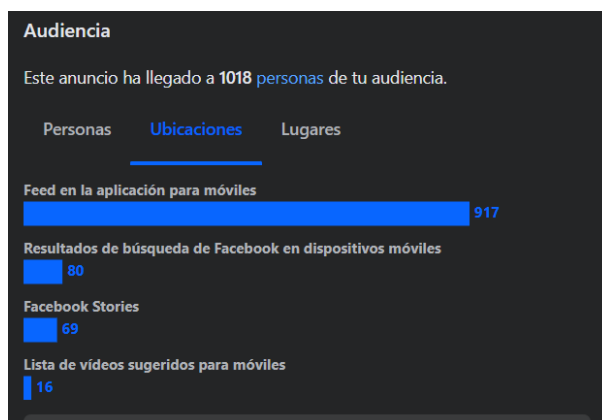 Audiencia
Este anuncio ha llegado a 1018 personas de tu audiencia.
Personas Ubicaciones Lugares
Feed en la aplicación para móviles
917
Resultados de búsqueda de Facebook en dispositivos móviles
80
Facebook Stories
69
Lista de vídeos sugeridos para móviles
16